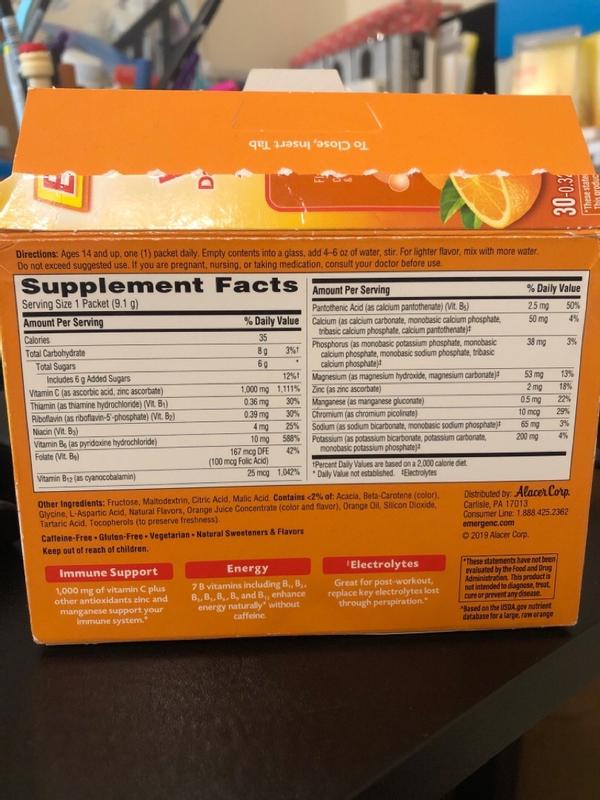 To Close, Insert Tab
30-0.32
*These state
This produc
Directions: Ages 14 and up, one (1) packet daily. Empty contents into a glass, add 4–6 oz of water, stir. For lighter flavor, mix with more water.
Do not exceed suggested use. If you are pregnant, nursing, or taking medication, consult your doctor before use.
Supplement Facts
Serving Size 1 Packet (9.1 g)
Amount Per Serving % Daily Value
Calories 35
Total Carbohydrate 8 g 3%†
Total Sugars 6 g *
Includes 6 g Added Sugars 12%†
Vitamin C (as ascorbic acid, zinc ascorbate) 1,000 mg 1,111%
Thiamin (as thiamine hydrochloride) (Vit. B1) 0.36 mg 30%
Riboflavin (as riboflavin-5'-phosphate) (Vit. B2) 0.39 mg 30%
Niacin (Vit. B3) 4 mg 25%
Vitamin B6 (as pyridoxine hydrochloride) 10 mg 588%
Folate (Vit. B9) 167 mcg DFE 42%
(100 mcg Folic Acid)
Vitamin B12 (as cyanocobalamin) 25 mcg 1,042%
Amount Per Serving % Daily Value
Pantothenic Acid (as calcium pantothenate) (Vit. B5) 2.5 mg 50%
Calcium (as calcium carbonate, monobasic calcium phosphate, 50 mg 4%
tribasic calcium phosphate, calcium pantothenate)‡
Phosphorus (as monobasic potassium phosphate, monobasic 38 mg 3%
calcium phosphate, monobasic sodium phosphate, tribasic
calcium phosphate)‡
Magnesium (as magnesium hydroxide, magnesium carbonate)‡ 53 mg 13%
Zinc (as zinc ascorbate) 2 mg 18%
Manganese (as manganese gluconate) 0.5 mg 22%
Chromium (as chromium picolinate) 10 mcg 29%
Sodium (as sodium bicarbonate, monobasic sodium phosphate)‡ 65 mg 3%
Potassium (as potassium bicarbonate, potassium carbonate, 200 mg 4%
monobasic potassium phosphate)‡
†Percent Daily Values are based on a 2,000 calorie diet.
* Daily Value not established. ‡Electrolytes
Other Ingredients: Fructose, Maltodextrin, Citric Acid, Malic Acid. Contains <2% of: Acacia, Beta-Carotene (color),
Glycine, L-Aspartic Acid, Natural Flavors, Orange Juice Concentrate (color and flavor), Orange Oil, Silicon Dioxide,
Tartaric Acid, Tocopherols (to preserve freshness).
Caffeine-Free • Gluten-Free • Vegetarian • Natural Sweeteners & Flavors
Keep out of reach of children.
Distributed by: Alacer Corp.
Carlisle, PA 17013
Consumer Line: 1.888.425.2362
emergenc.com
© 2019 Alacer Corp.
Immune Support
1,000 mg of vitamin C plus
other antioxidants zinc and
manganese support your
immune system.*
Energy
7 B vitamins including B1, B2,
B3, B5, B6, B9 and B12 enhance
energy naturally* without
caffeine.
‡Electrolytes
Great for post-workout,
replace key electrolytes lost
through perspiration.*
*These statements have not been
evaluated by the Food and Drug
Administration. This product is
not intended to diagnose, treat,
cure or prevent any disease.
^Based on the USDA.gov nutrient
database for a large, raw orange